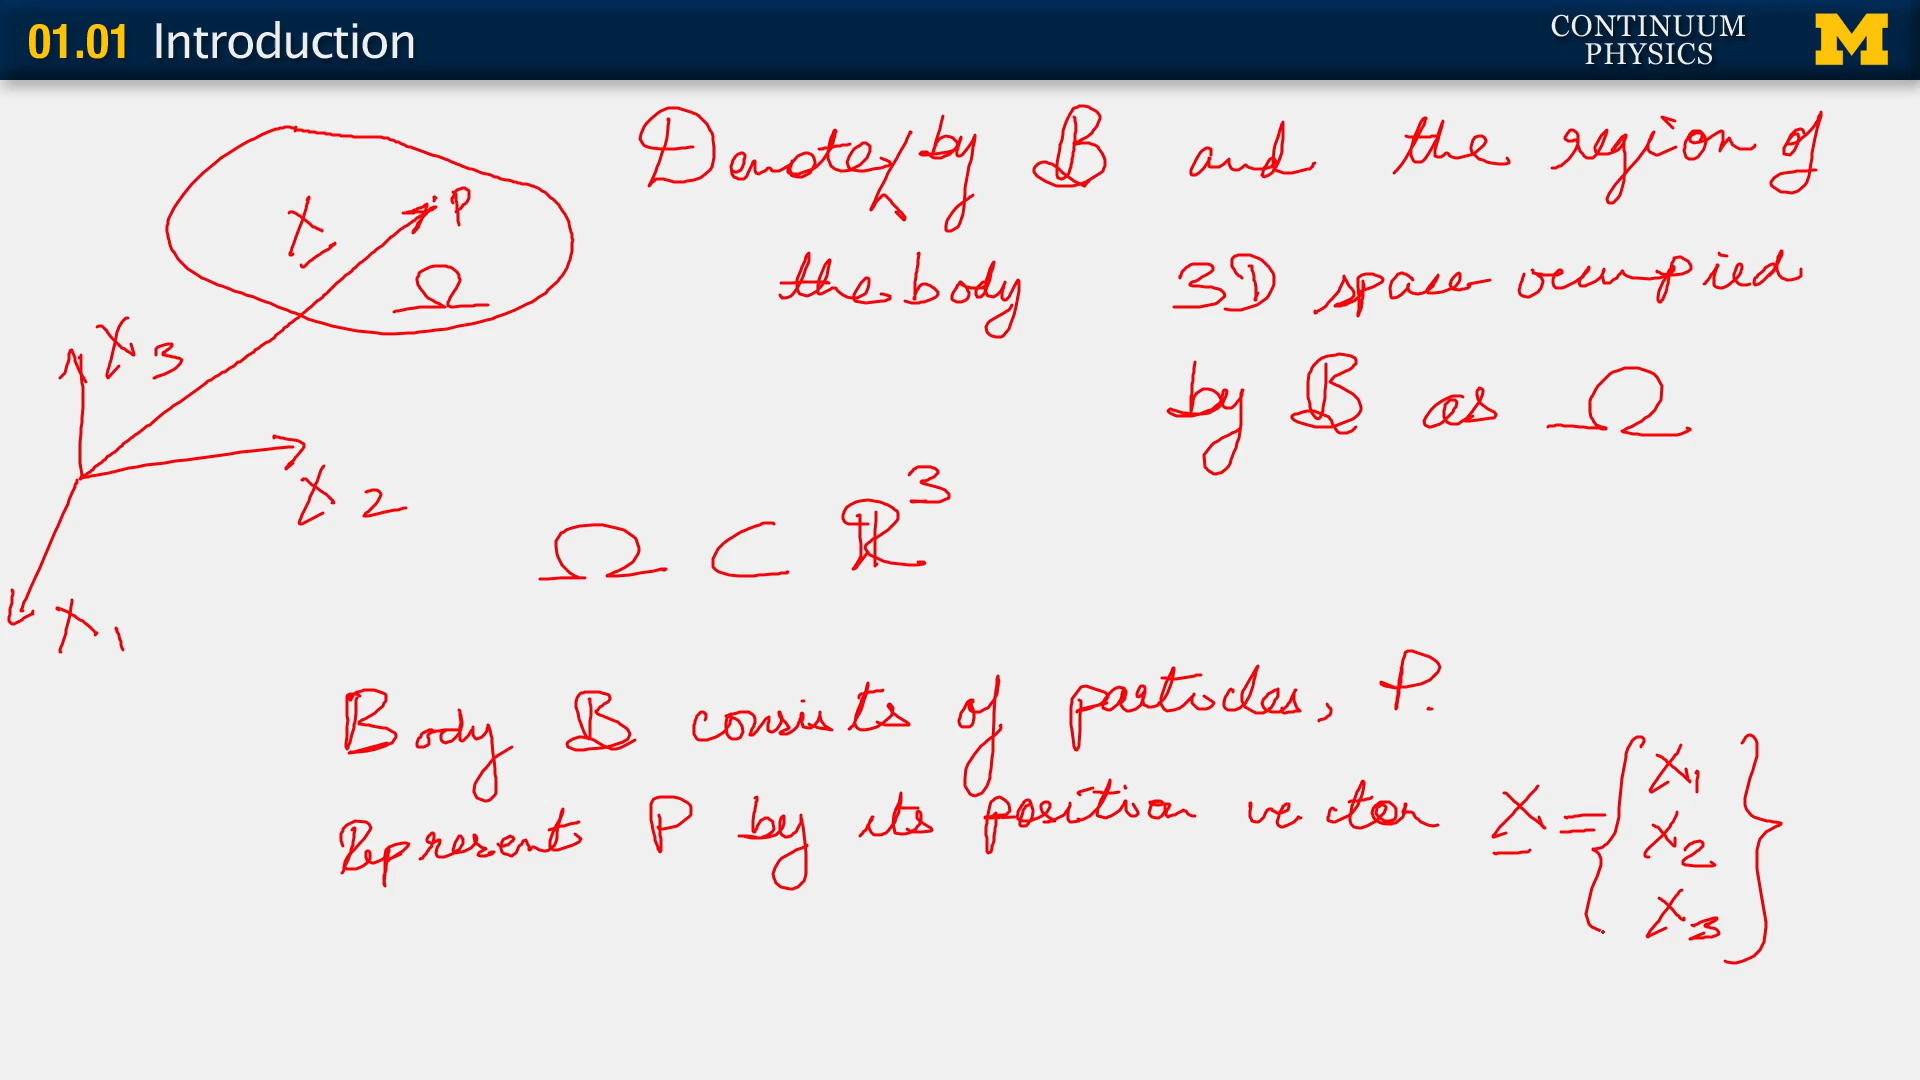 01.01 Introduction
CONTINUUM
PHYSICS
M
X P
Ω
X3
X2
X1
Denote by B and the region of
the body 3D space occupied
by B as Ω
Ω ⊂ ℝ³
Body B consists of particles, P.
Represent P by its position vector X = { X1
X2
X3 }